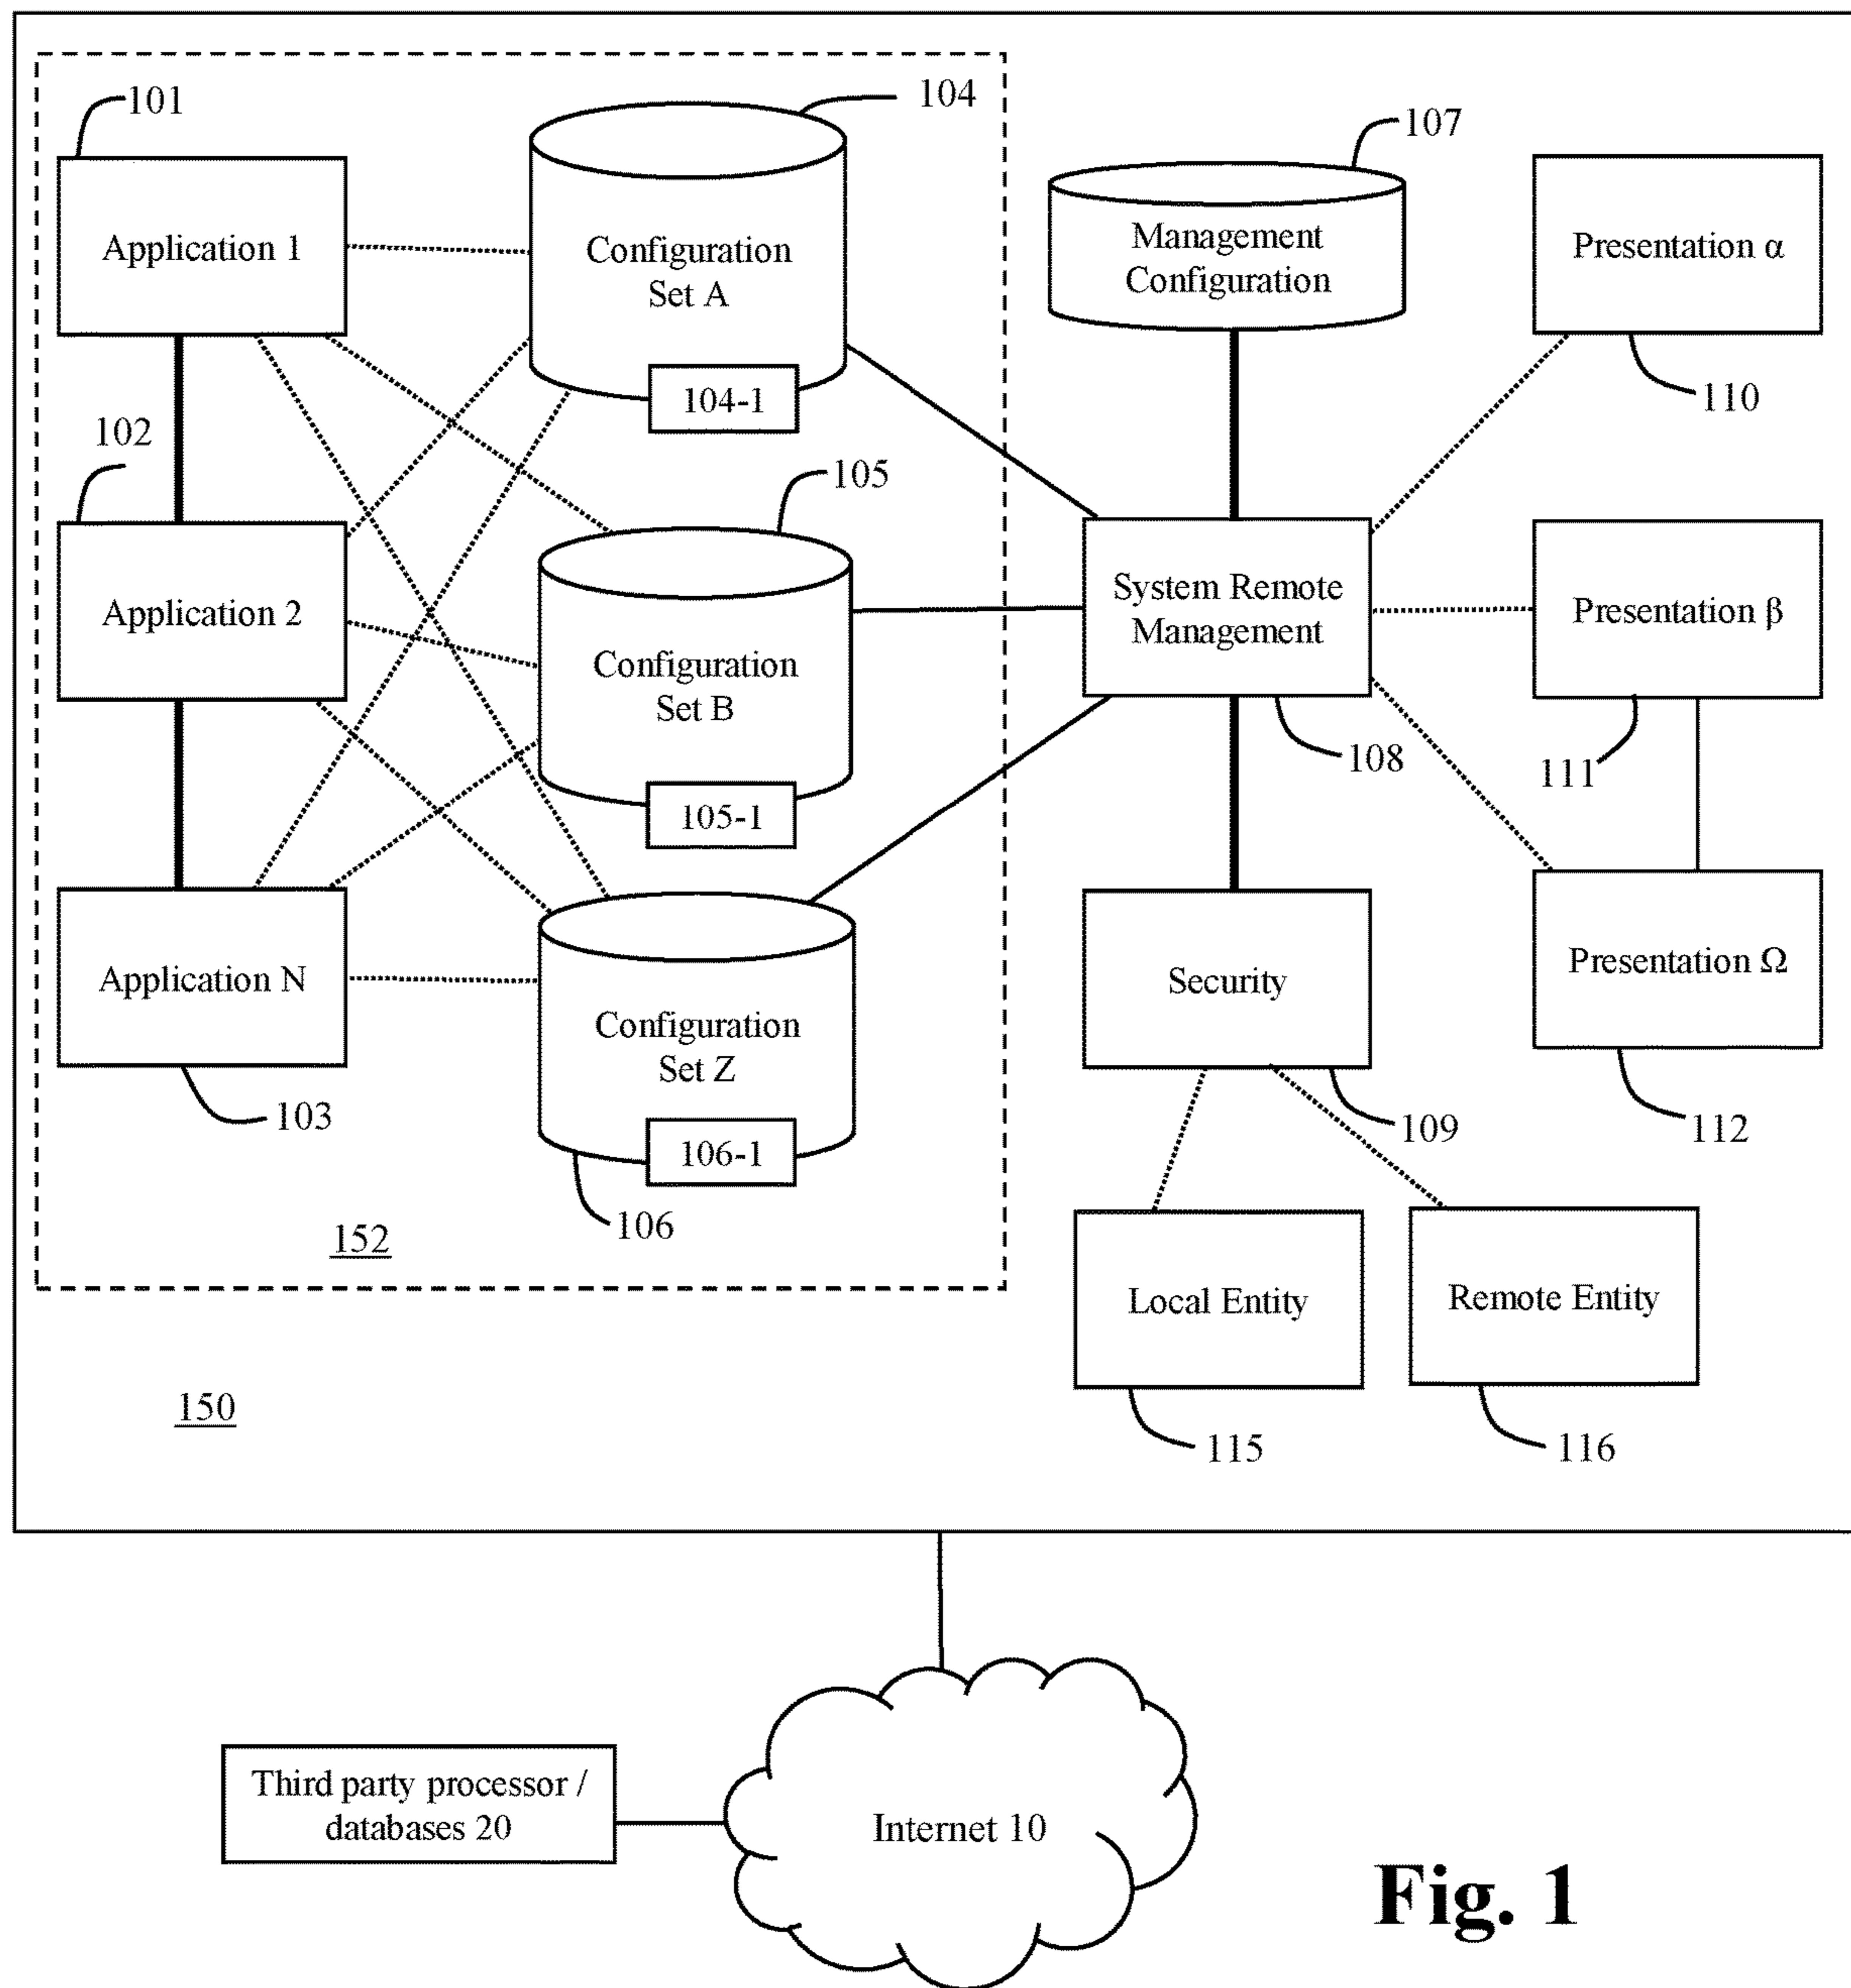 101
104
107
Application 1
Configuration
Set A
Management
Configuration
Presentation α
104-1
110
102
105
Application 2
System Remote
Management
Presentation β
Configuration
Set B
108
111
105-1
Application N
Security
Presentation Ω
Configuration
Set Z
103
109
112
106-1
106
152
Local Entity
Remote Entity
150
115
116
Third party processor /
databases 20
Internet 10
Fig. 1